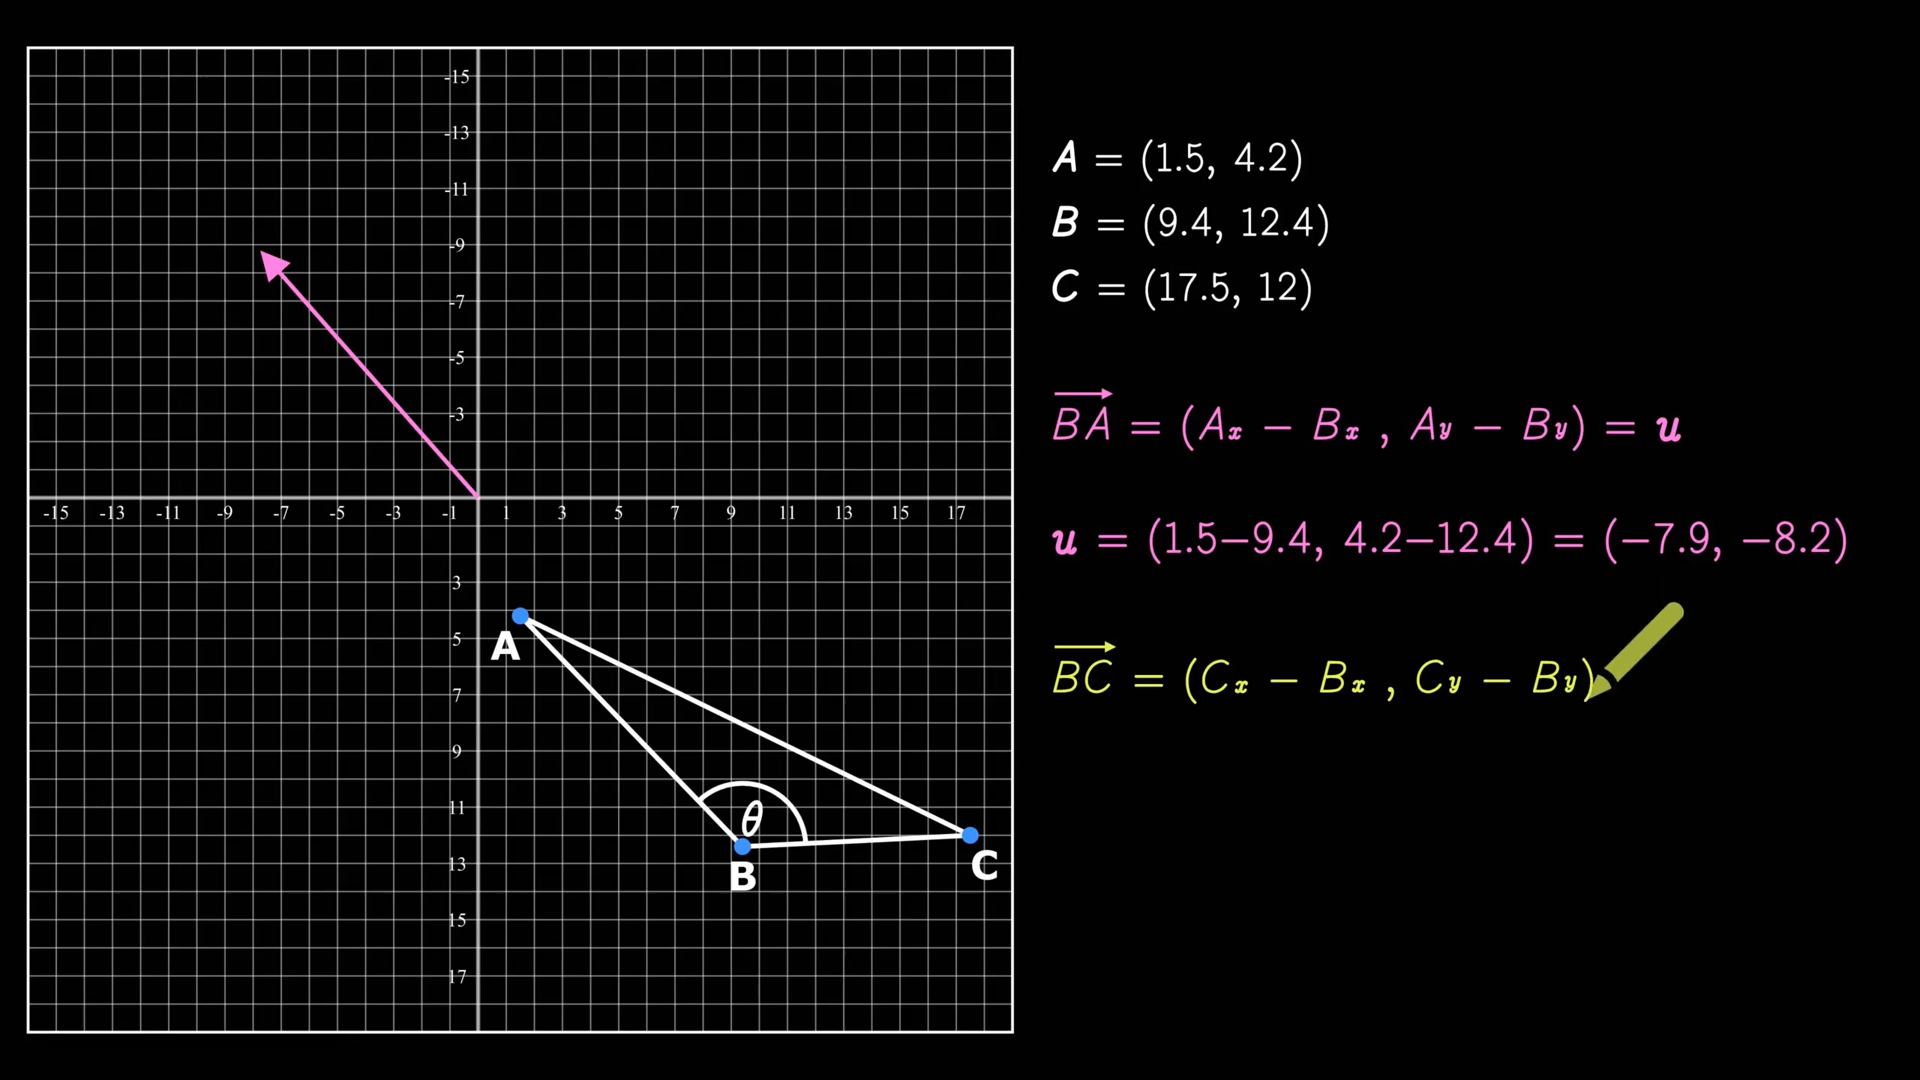 -15
-13
-11
-9
-7
-5
-3
-15 -13 -11 -9 -7 -5 -3 -1 1 3 5 7 9 11 13 15 17
3
5
7
9
11
13
15
17
A
θ
B
C
A = (1.5, 4.2)
B = (9.4, 12.4)
C = (17.5, 12)
BA = (Ax − Bx , Ay − By) = u
u = (1.5−9.4, 4.2−12.4) = (−7.9, −8.2)
BC = (Cx − Bx , Cy − By)